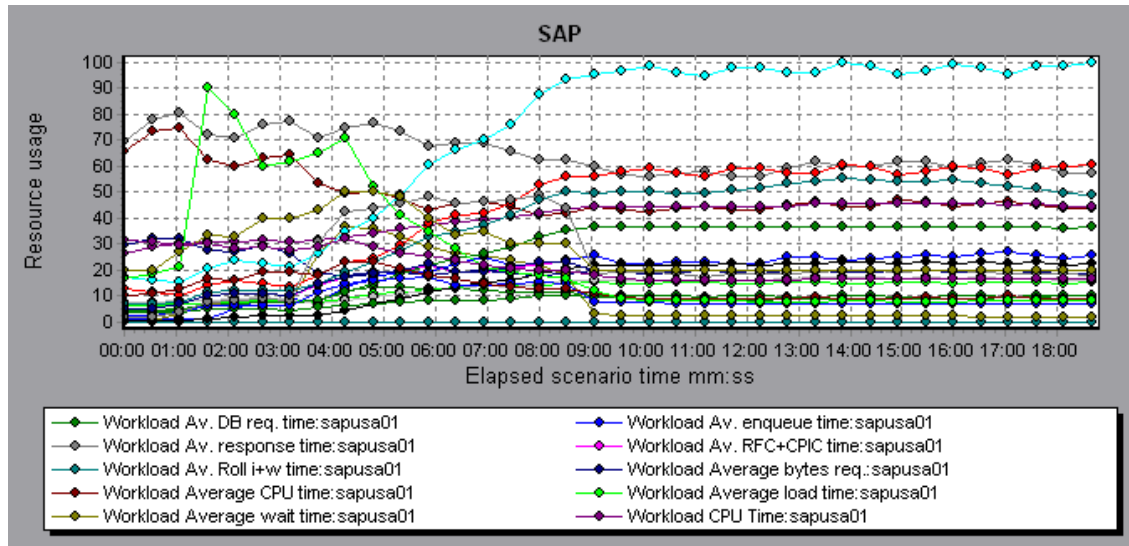 SAP
Resource usage
100
90
80
70
60
50
40
30
20
10
0
00:00 01:00 02:00 03:00 04:00 05:00 06:00 07:00 08:00 09:00 10:00 11:00 12:00 13:00 14:00 15:00 16:00 17:00 18:00
Elapsed scenario time mm:ss
Workload Av. DB req. time:sapusa01 Workload Av. enqueue time:sapusa01
Workload Av. response time:sapusa01 Workload Av. RFC+CPIC time:sapusa01
Workload Av. Roll i+w time:sapusa01 Workload Average bytes req.:sapusa01
Workload Average CPU time:sapusa01 Workload Average load time:sapusa01
Workload Average wait time:sapusa01 Workload CPU Time:sapusa01